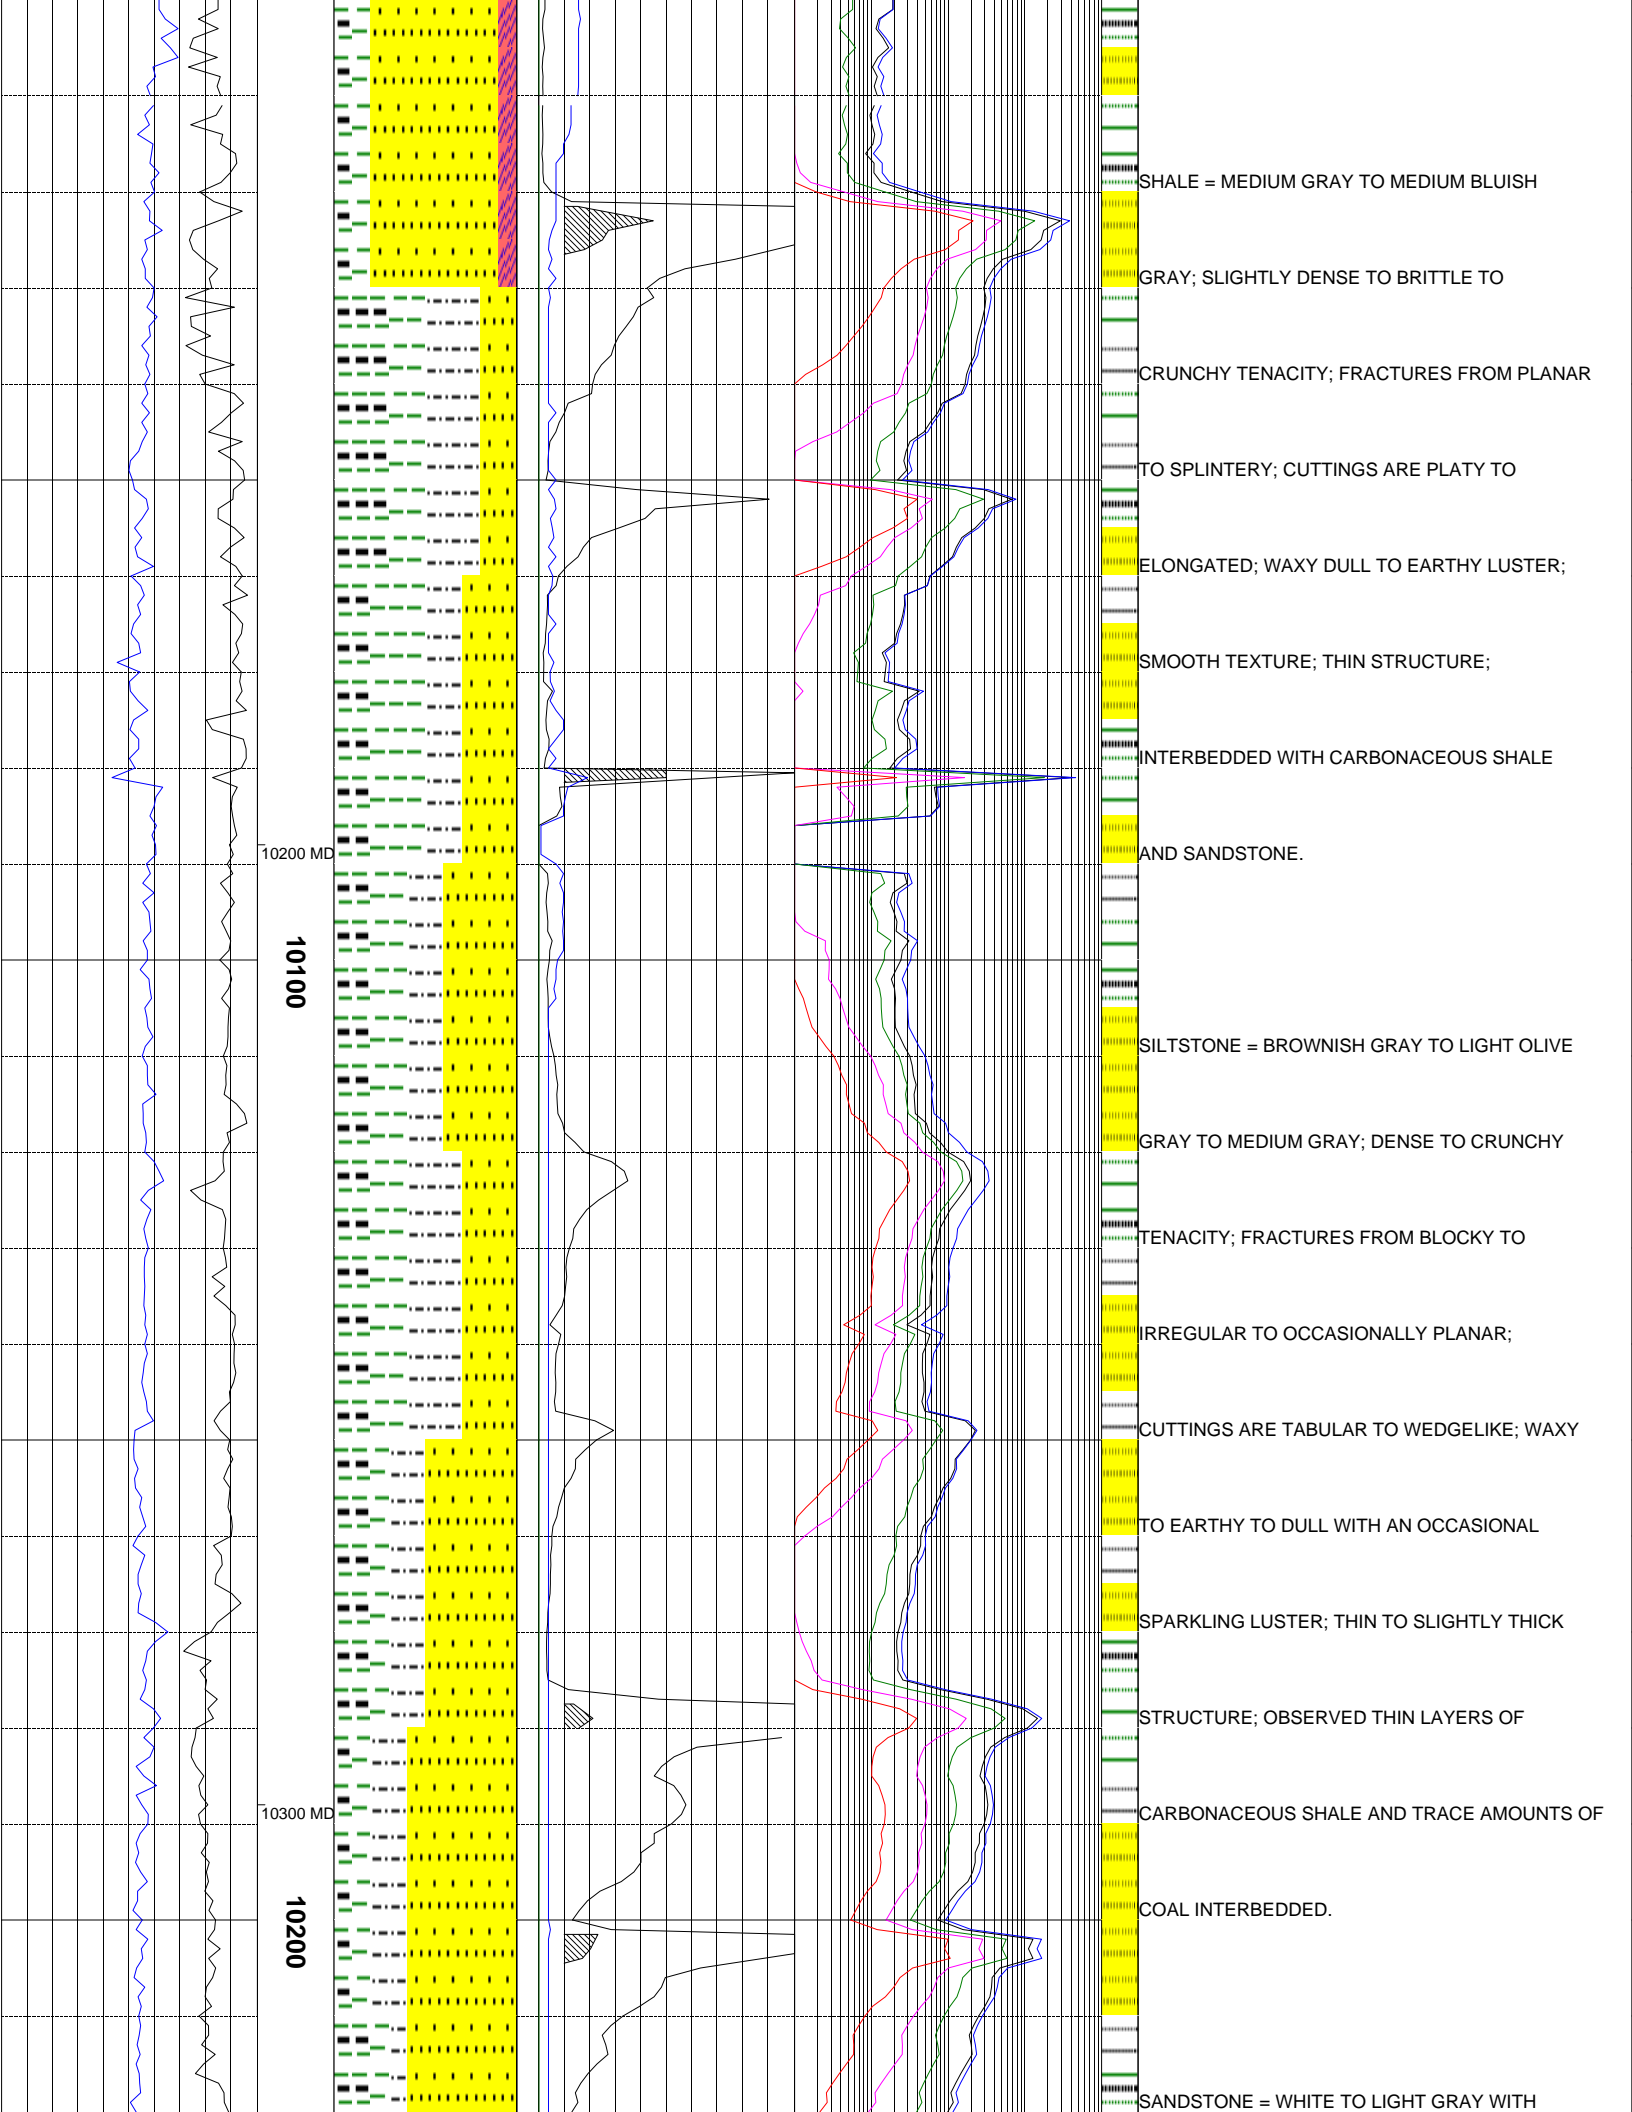 SHALE = MEDIUM GRAY TO MEDIUM BLUISH
GRAY; SLIGHTLY DENSE TO BRITTLE TO
CRUNCHY TENACITY; FRACTURES FROM PLANAR
TO SPLINTERY; CUTTINGS ARE PLATY TO
ELONGATED; WAXY DULL TO EARTHY LUSTER;
SMOOTH TEXTURE; THIN STRUCTURE;
INTERBEDDED WITH CARBONACEOUS SHALE
10200 MD
AND SANDSTONE.
10100
SILTSTONE = BROWNISH GRAY TO LIGHT OLIVE
GRAY TO MEDIUM GRAY; DENSE TO CRUNCHY
TENACITY; FRACTURES FROM BLOCKY TO
IRREGULAR TO OCCASIONALLY PLANAR;
CUTTINGS ARE TABULAR TO WEDGELIKE; WAXY
TO EARTHY TO DULL WITH AN OCCASIONAL
SPARKLING LUSTER; THIN TO SLIGHTLY THICK
STRUCTURE; OBSERVED THIN LAYERS OF
10300 MD
CARBONACEOUS SHALE AND TRACE AMOUNTS OF
COAL INTERBEDDED.
10200
SANDSTONE = WHITE TO LIGHT GRAY WITH